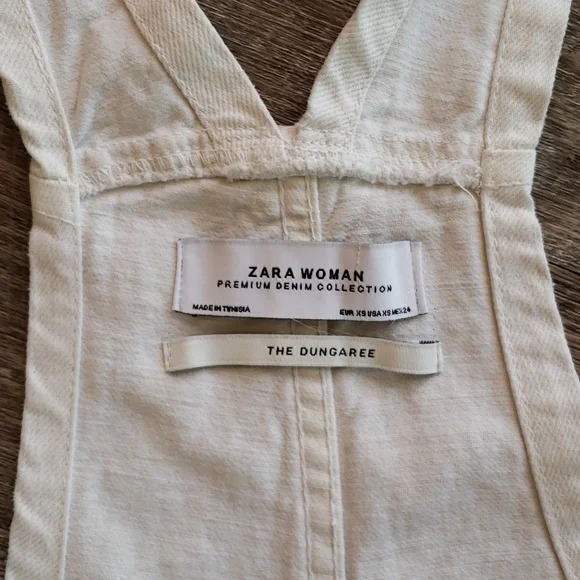 ZARA WOMAN
PREMIUM DENIM COLLECTION
MADE IN TUNISIA EUR XS USA XS MEX 24
THE DUNGAREE